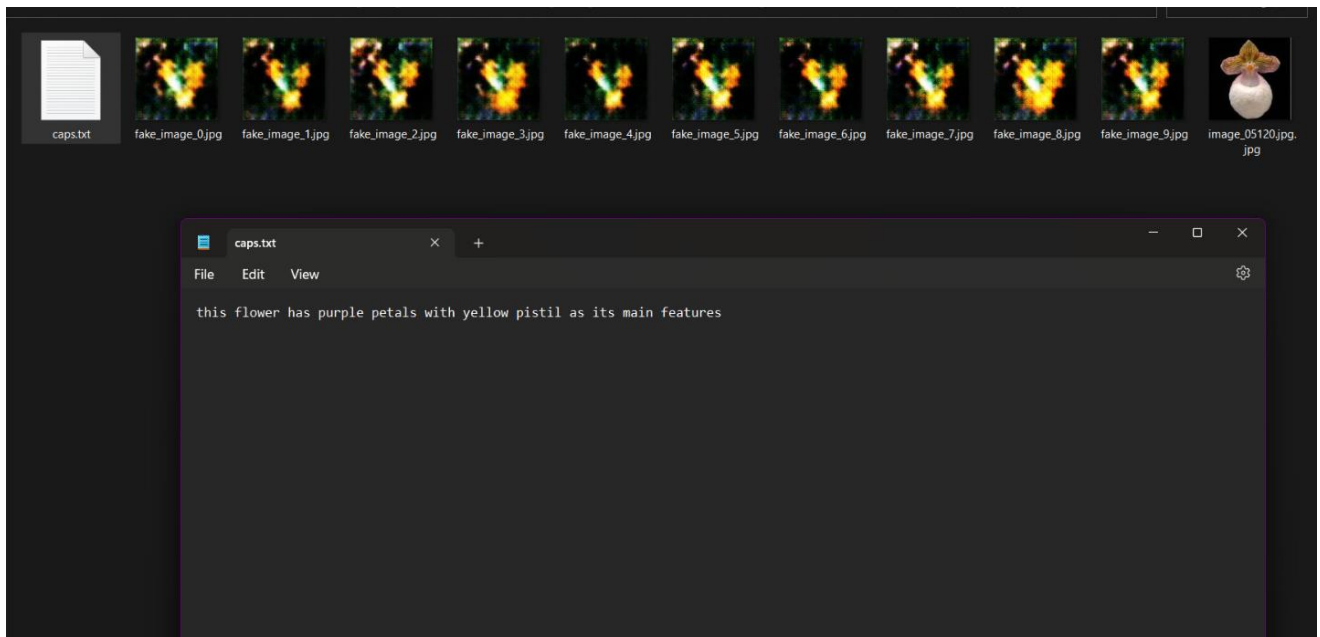 caps.txt
fake_image_0.jpg
fake_image_1.jpg
fake_image_2.jpg
fake_image_3.jpg
fake_image_4.jpg
fake_image_5.jpg
fake_image_6.jpg
fake_image_7.jpg
fake_image_8.jpg
fake_image_9.jpg
image_05120.jpg.
jpg
caps.txt
File Edit View
this flower has purple petals with yellow pistil as its main features